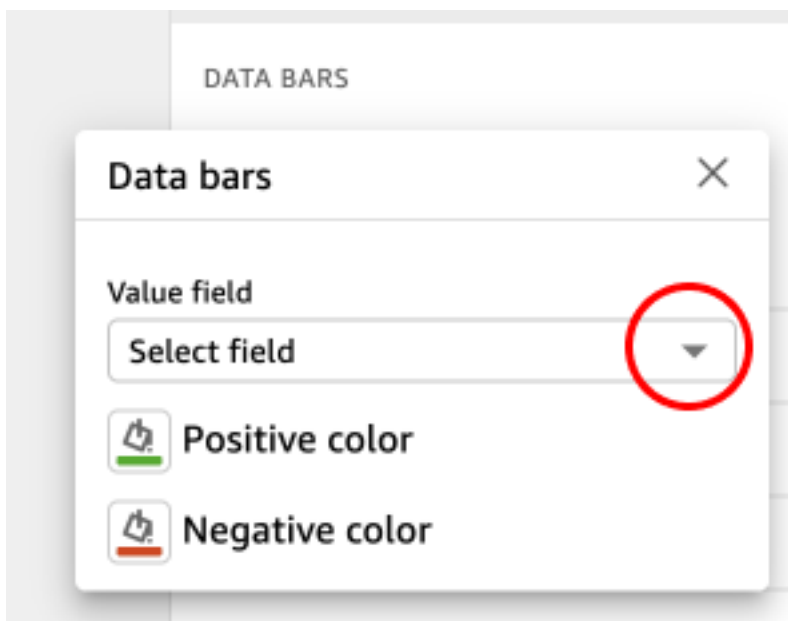 DATA BARS
Data bars
Value field
Select field
Positive color
Negative color